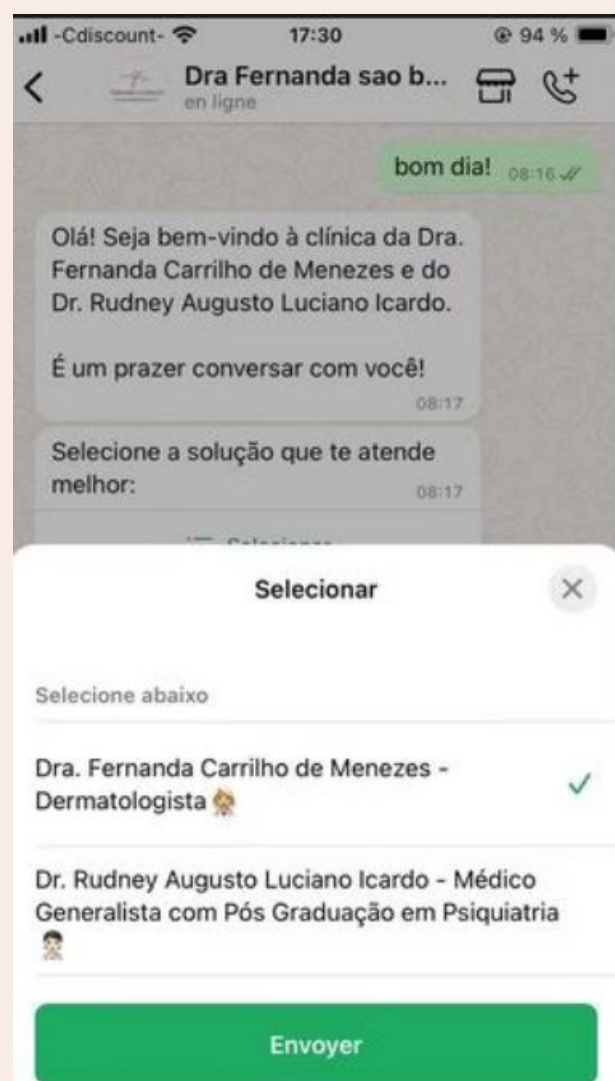 -Cdiscount- 17:30 94 %
Dra Fernanda sao b...
en ligne
bom dia! 08:16
Olá! Seja bem-vindo à clínica da Dra.
Fernanda Carrilho de Menezes e do
Dr. Rudney Augusto Luciano Icardo.
É um prazer conversar com você!
08:17
Selecione a solução que te atende
melhor: 08:17
Selecionar
Selecione abaixo
Dra. Fernanda Carrilho de Menezes -
Dermatologista
Dr. Rudney Augusto Luciano Icardo - Médico
Generalista com Pós Graduação em Psiquiatria
Envoyer